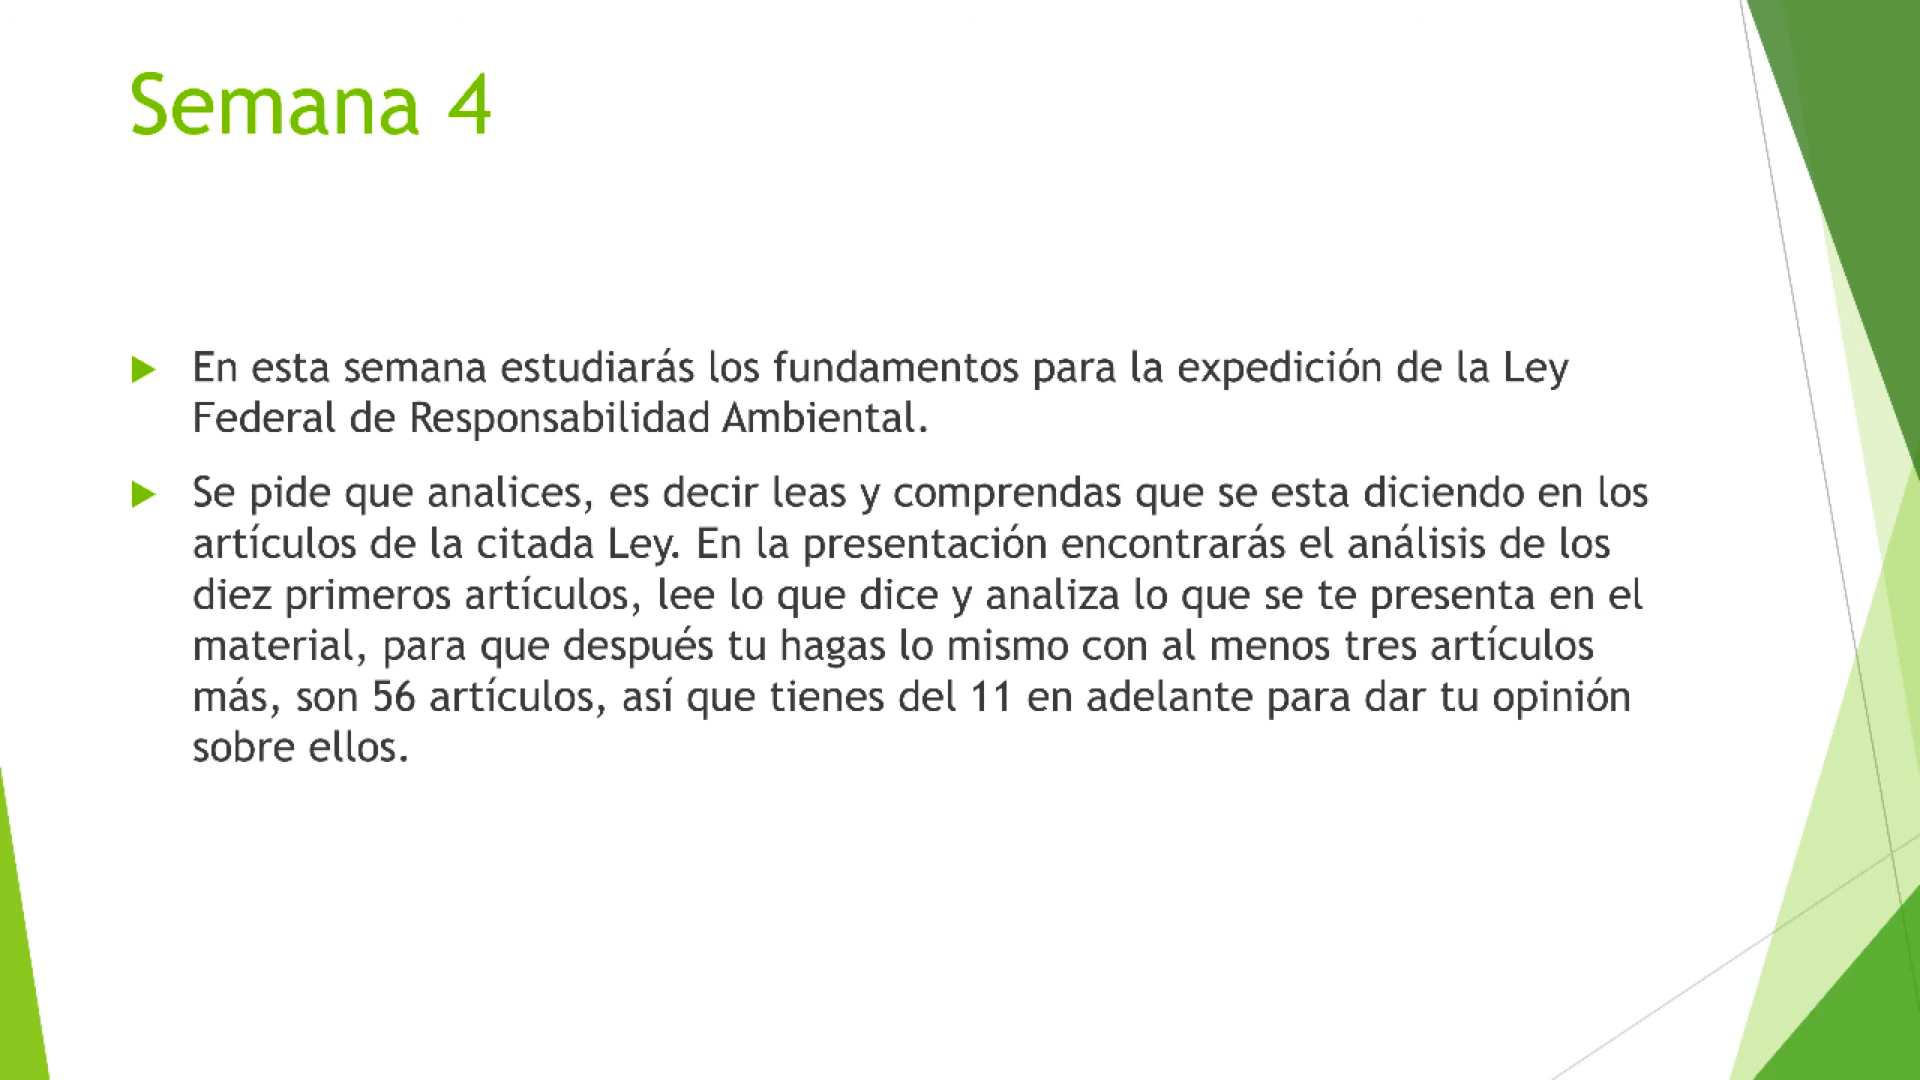 Semana 4
En esta semana estudiarás los fundamentos para la expedición de la Ley
Federal de Responsabilidad Ambiental.
Se pide que analices, es decir leas y comprendas que se esta diciendo en los
artículos de la citada Ley. En la presentación encontrarás el análisis de los
diez primeros artículos, lee lo que dice y analiza lo que se te presenta en el
material, para que después tu hagas lo mismo con al menos tres artículos
más, son 56 artículos, así que tienes del 11 en adelante para dar tu opinión
sobre ellos.